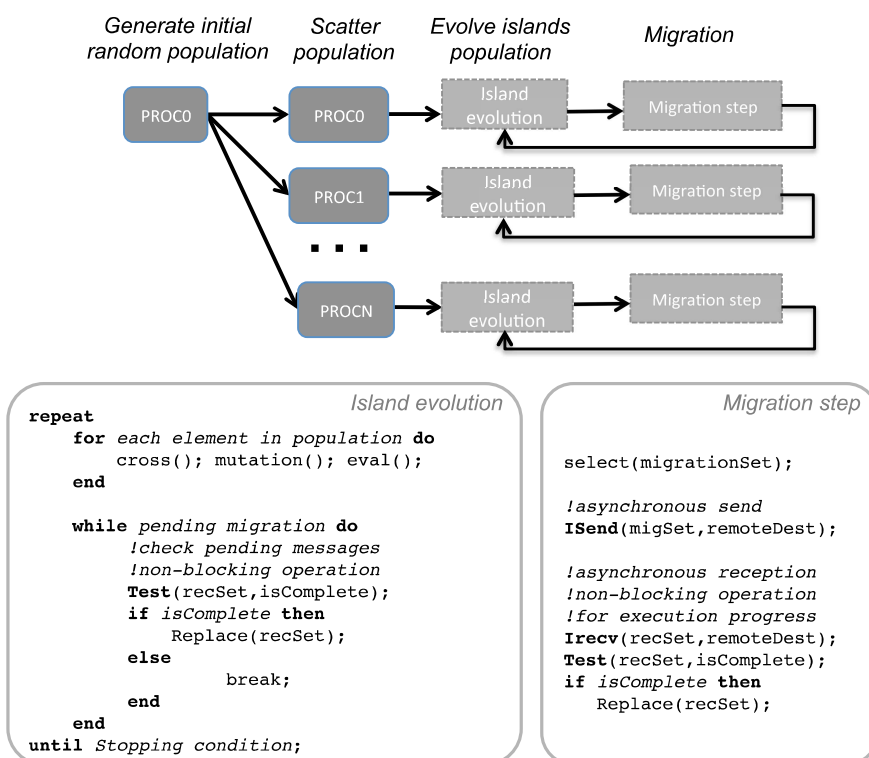 Generate initial
random population
Scatter
population
Evolve islands
population
Migration
PROC0
PROC0
Island
evolution
Migration step
PROC1
Island
evolution
Migration step
. . .
PROCN
Island
evolution
Migration step
Island evolution
repeat
for each element in population do
cross(); mutation(); eval();
end
while pending migration do
!check pending messages
!non-blocking operation
Test(recSet,isComplete);
if isComplete then
Replace(recSet);
else
break;
end
end
until Stopping condition;
Migration step
select(migrationSet);
!asynchronous send
ISend(migSet,remoteDest);
!asynchronous reception
!non-blocking operation
!for execution progress
Irecv(recSet,remoteDest);
Test(recSet,isComplete);
if isComplete then
Replace(recSet);